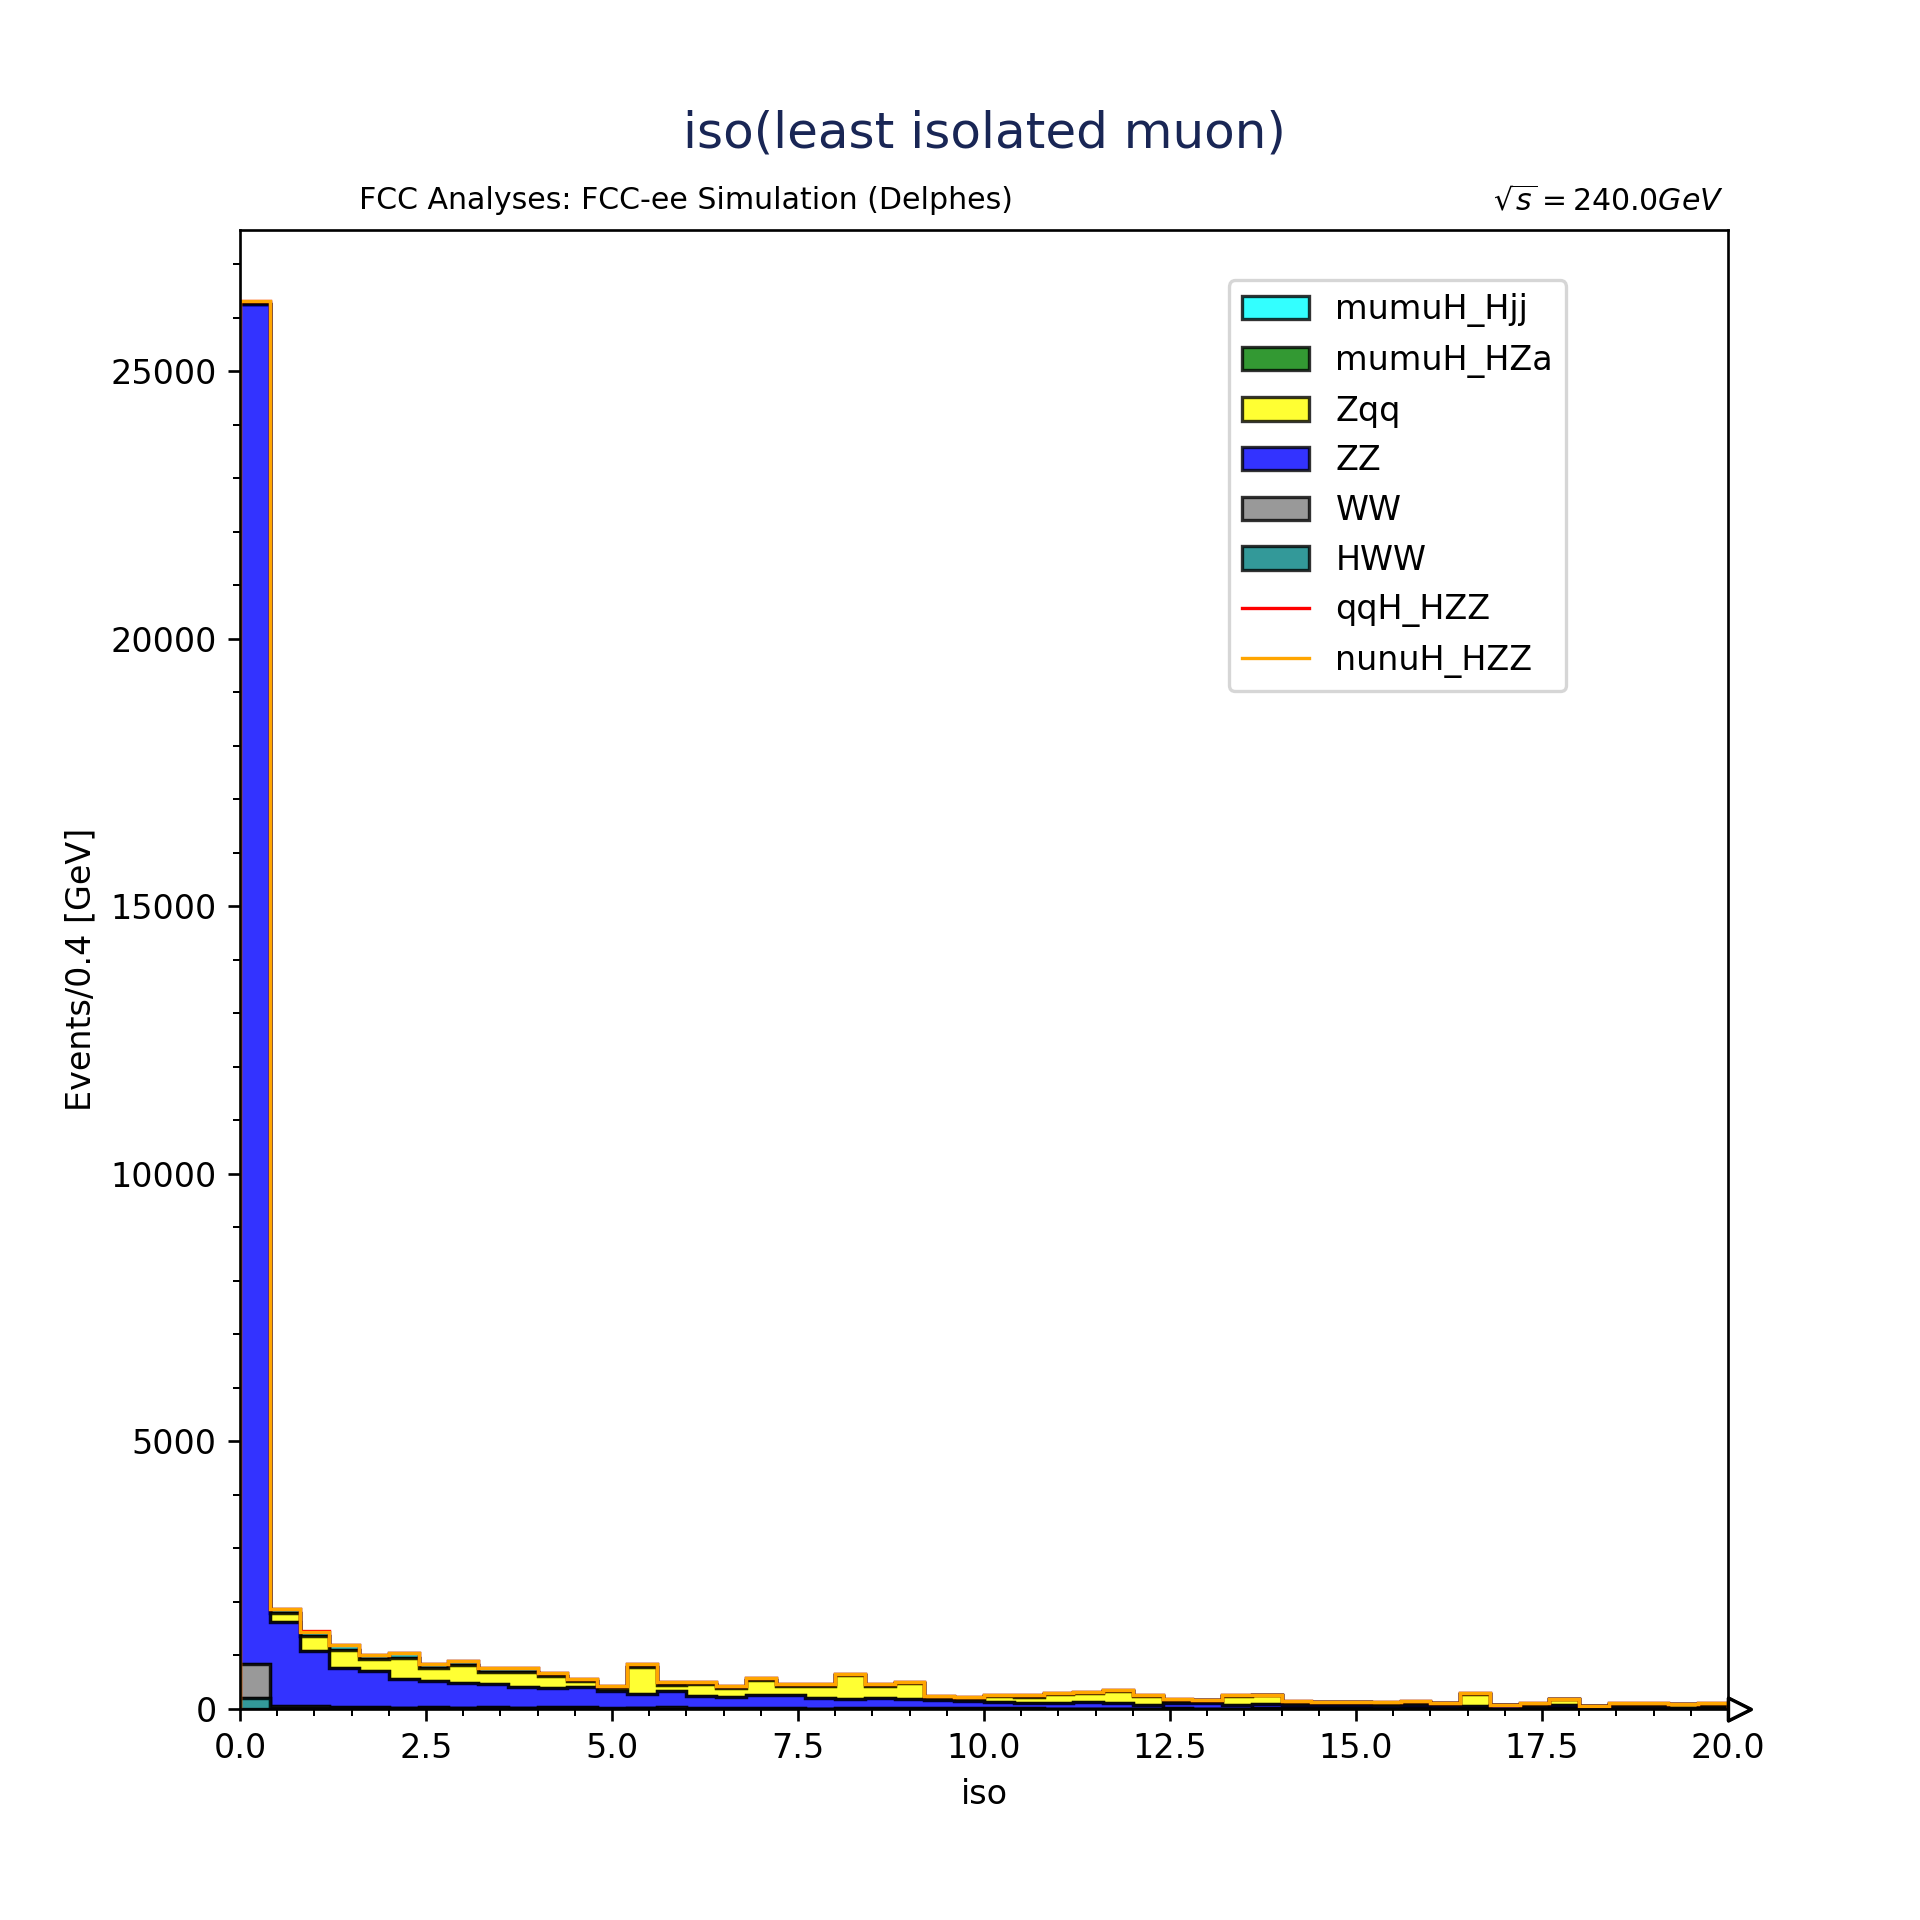 iso(least isolated muon)
FCC Analyses: FCC-ee Simulation (Delphes)
√s = 240.0GeV
mumuH_Hjj
mumuH_HZa
Zqq
ZZ
WW
HWW
qqH_HZZ
nunuH_HZZ
Events/0.4 [GeV]
25000
20000
15000
10000
5000
0
0.0 2.5 5.0 7.5 10.0 12.5 15.0 17.5 20.0
iso